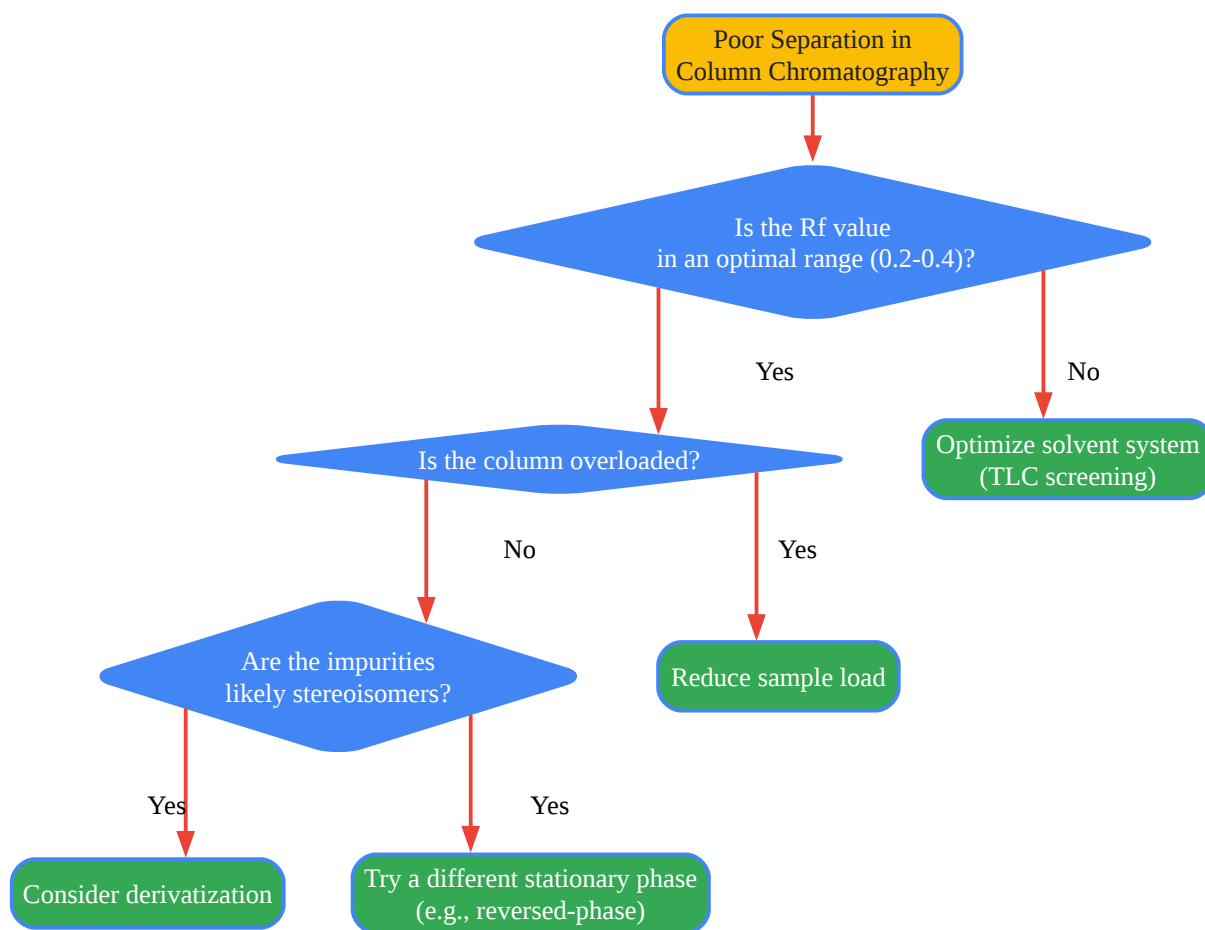 Poor Separation in
Column Chromatography
Is the Rf value
in an optimal range (0.2-0.4)?
Yes
No
Optimize solvent system
(TLC screening)
Is the column overloaded?
No
Yes
Reduce sample load
Are the impurities
likely stereoisomers?
Yes
Yes
Consider derivatization
Try a different stationary phase
(e.g., reversed-phase)